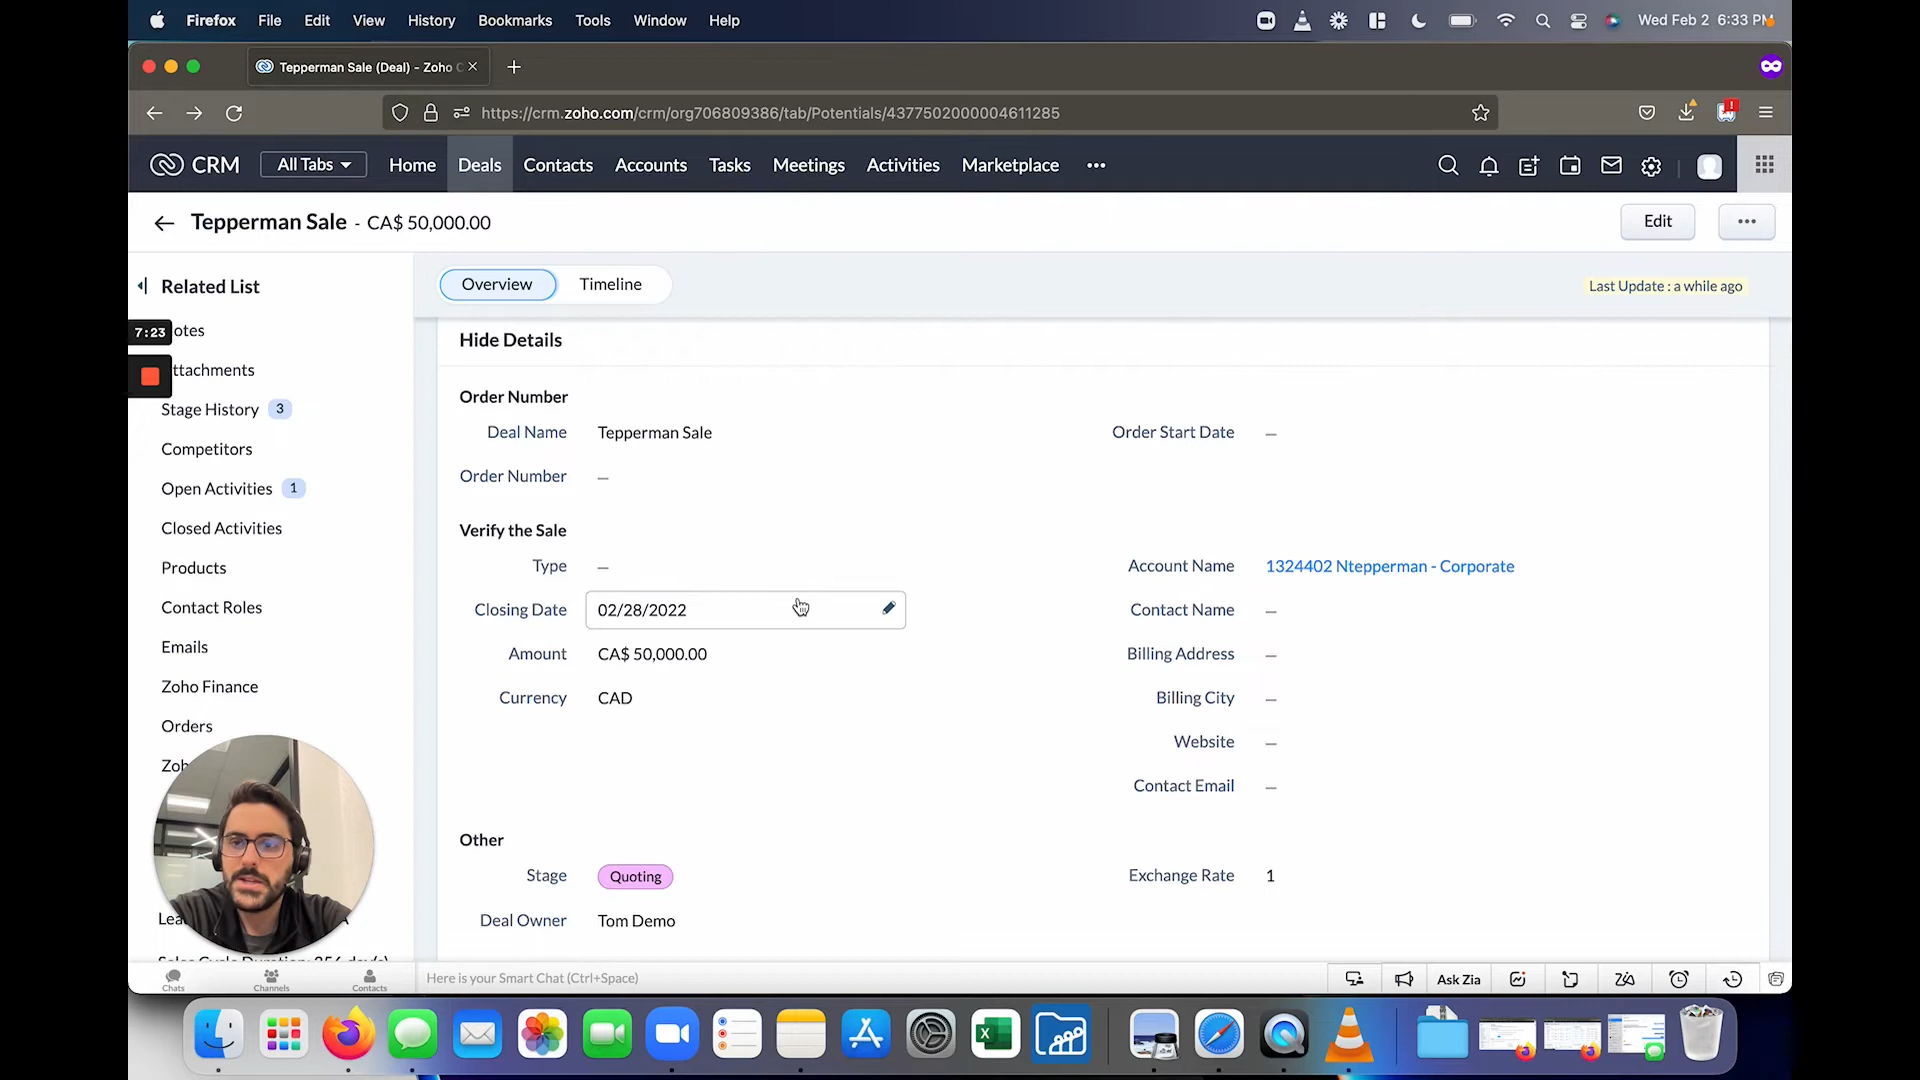 Firefox File Edit View History Bookmarks Tools Window Help Wed Feb 2 6:33 PM
Tepperman Sale (Deal) - Zoho C
https://crm.zoho.com/crm/org706809386/tab/Potentials/4377502000004611285
CRM All Tabs Home Deals Contacts Accounts Tasks Meetings Activities Marketplace
Tepperman Sale - CA$ 50,000.00 Edit
Related List Overview Timeline Last Update : a while ago
7:23 otes
ttachments
Stage History 3
Competitors
Open Activities 1
Closed Activities
Products
Contact Roles
Emails
Zoho Finance
Orders
Zoh
Lea A
Sales Cycle Duration: 256 day(s)
Hide Details
Order Number
Deal Name Tepperman Sale Order Start Date —
Order Number —
Verify the Sale
Type — Account Name 1324402 Ntepperman - Corporate
Closing Date 02/28/2022 Contact Name —
Amount CA$ 50,000.00 Billing Address —
Currency CAD Billing City —
Website —
Contact Email —
Other
Stage Quoting Exchange Rate 1
Deal Owner Tom Demo
Chats Channels Contacts Here is your Smart Chat (Ctrl+Space) Ask Zia